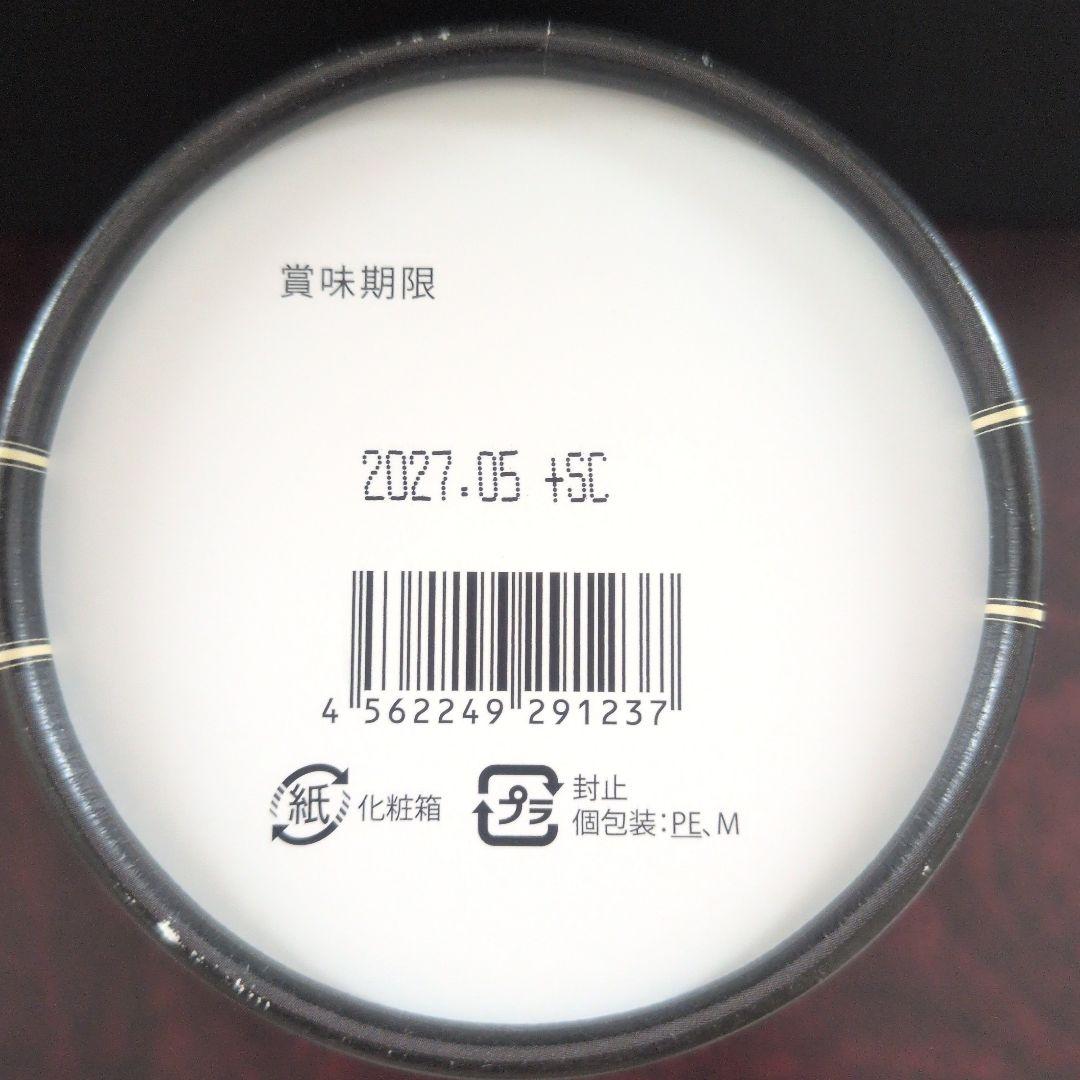 賞味期限
2027.05 +SC
4 562249 291237
紙 化粧箱
プラ 封止
個包装:PE、M